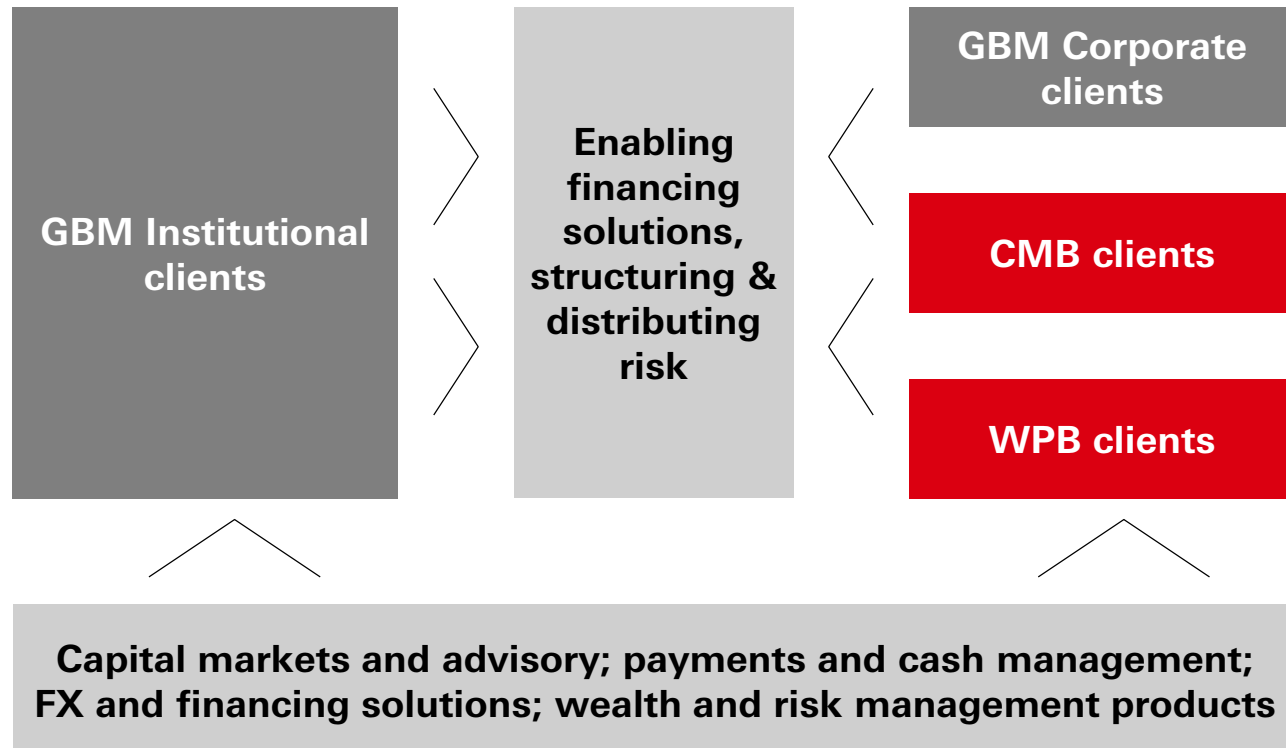 GBM Institutional
clients
Enabling
financing
solutions,
structuring &
distributing
risk
GBM Corporate
clients
CMB clients
WPB clients
Capital markets and advisory; payments and cash management;
FX and financing solutions; wealth and risk management products